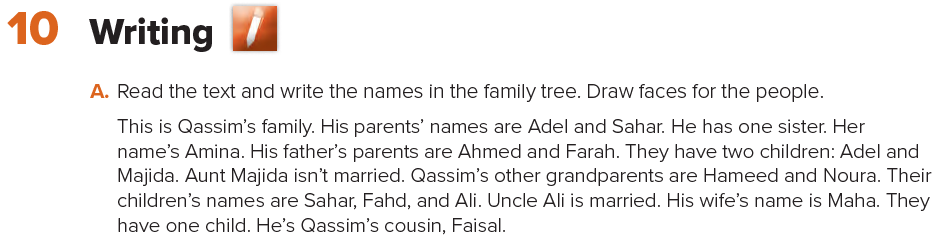 10 Writing
A. Read the text and write the names in the family tree. Draw faces for the people.
This is Qassim’s family. His parents’ names are Adel and Sahar. He has one sister. Her
name’s Amina. His father’s parents are Ahmed and Farah. They have two children: Adel and
Majida. Aunt Majida isn’t married. Qassim’s other grandparents are Hameed and Noura. Their
children’s names are Sahar, Fahd, and Ali. Uncle Ali is married. His wife’s name is Maha. They
have one child. He’s Qassim’s cousin, Faisal.